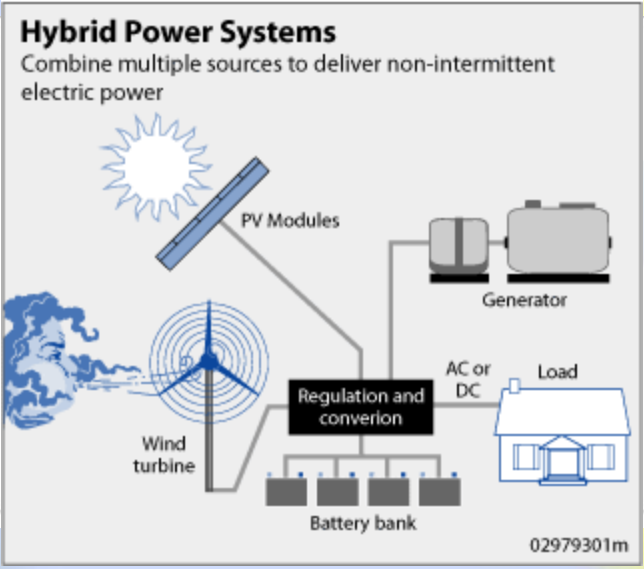 Hybrid Power Systems
Combine multiple sources to deliver non-intermittent
electric power
PV Modules
Generator
AC or
DC
Load
Regulation and
converion
Wind
turbine
Battery bank
02979301m